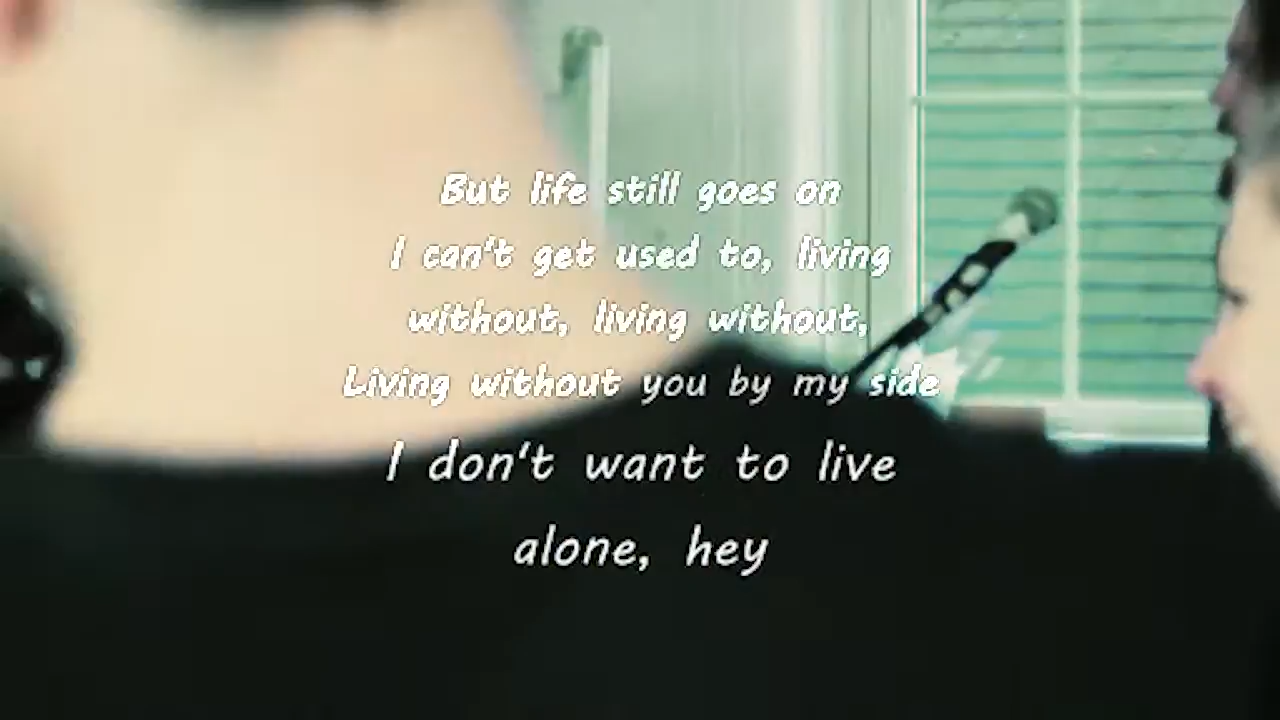 But life still goes on
I can't get used to, living
without, living without,
Living without you by my side
I don't want to live
alone, hey